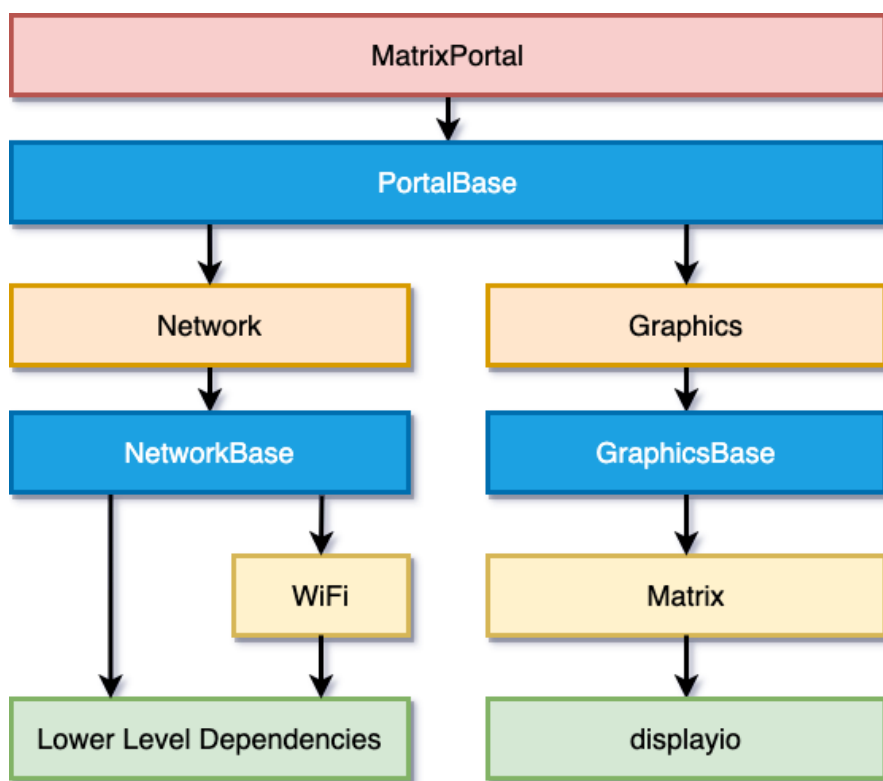 MatrixPortal
PortalBase
Network
Graphics
NetworkBase
GraphicsBase
WiFi
Matrix
Lower Level Dependencies
displayio